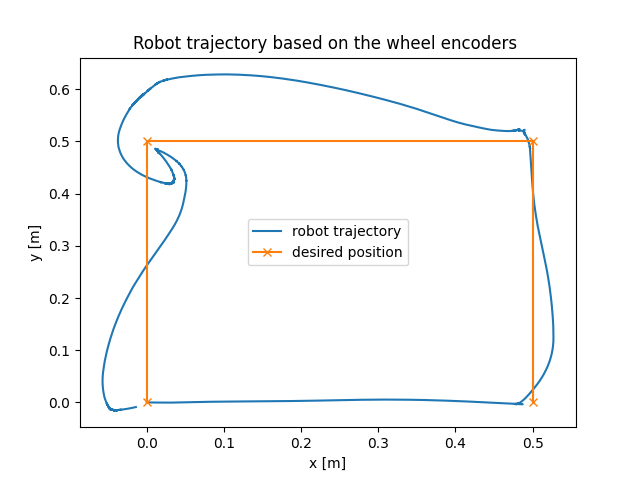 Robot trajectory based on the wheel encoders
0.6
0.5
0.4
0.3
0.2
0.1
0.0
y [m]
robot trajectory
desired position
0.0 0.1 0.2 0.3 0.4 0.5
x [m]